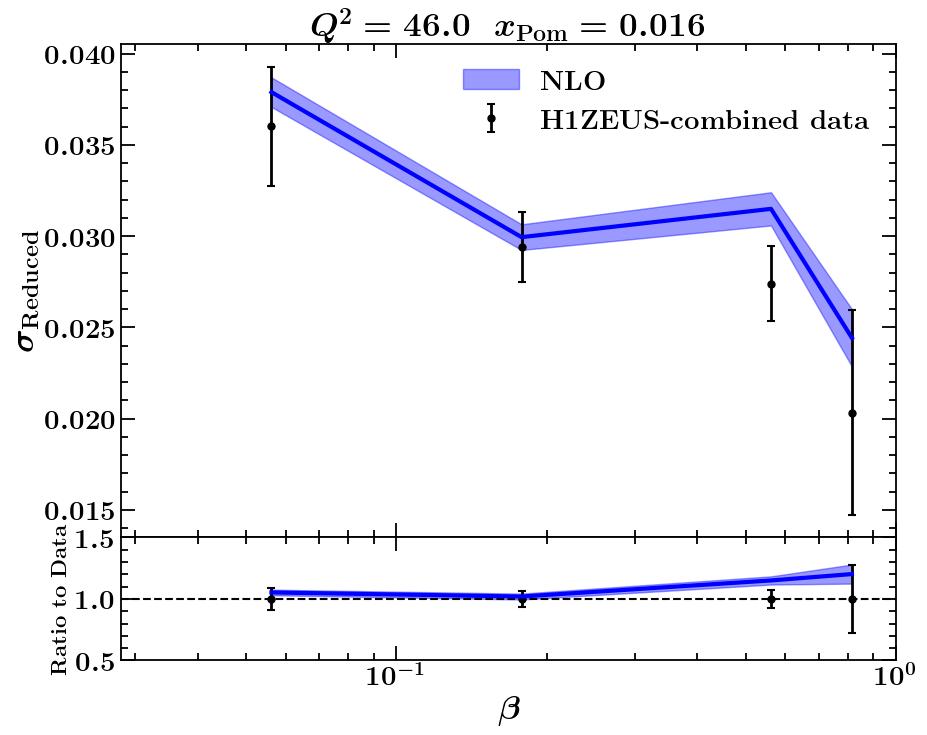 Q² = 46.0 x_Pom = 0.016
NLO
H1ZEUS-combined data
0.040
0.035
0.030
0.025
0.020
0.015
σ_Reduced
1.5
1.0
0.5
Ratio to Data
10⁻¹
10⁰
β